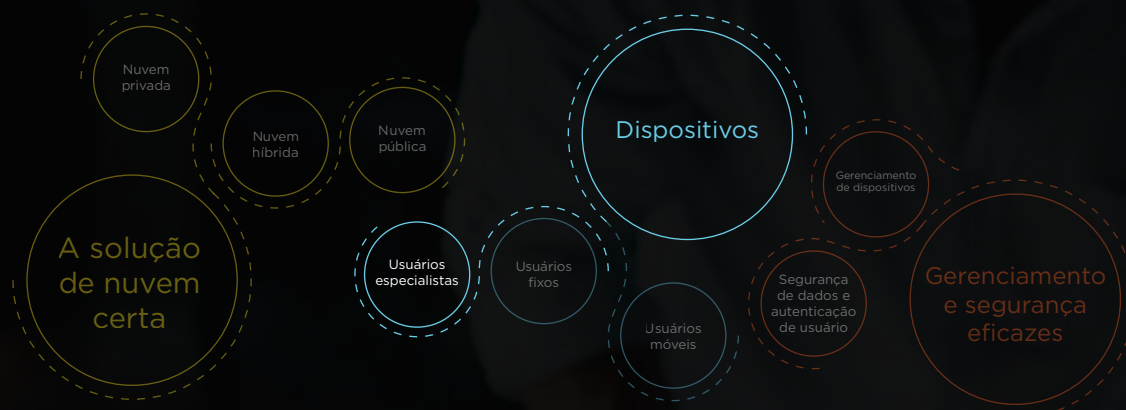 Nuvem
privada
Nuvem
híbrida
Nuvem
pública
A solução
de nuvem
certa
Dispositivos
Usuários
especialistas
Usuários
fixos
Usuários
móveis
Gerenciamento
de dispositivos
Segurança
de dados e
autenticação
de usuário
Gerenciamento
e segurança
eficazes